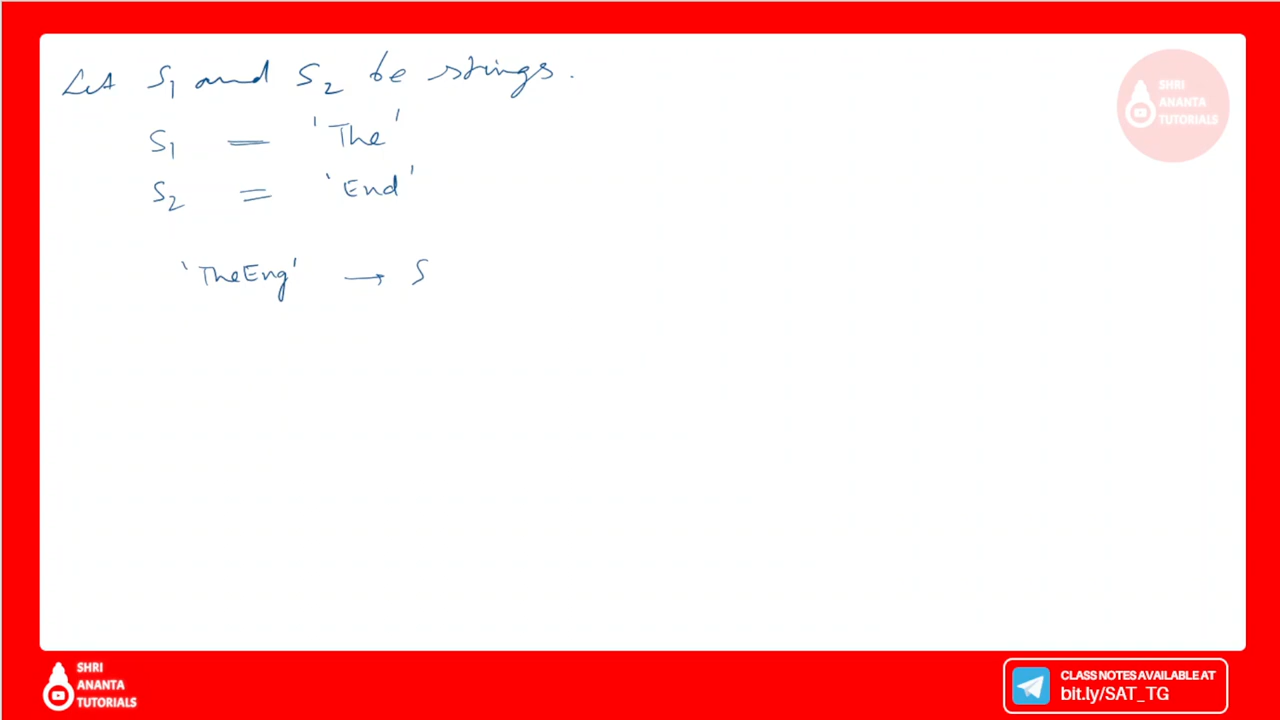 Let S₁ and S₂ be strings.
S₁ = 'The'
S₂ = 'End'
'TheEng' → S
SHRI
ANANTA
TUTORIALS
SHRI
ANANTA
TUTORIALS
CLASS NOTES AVAILABLE AT
bit.ly/SAT_TG